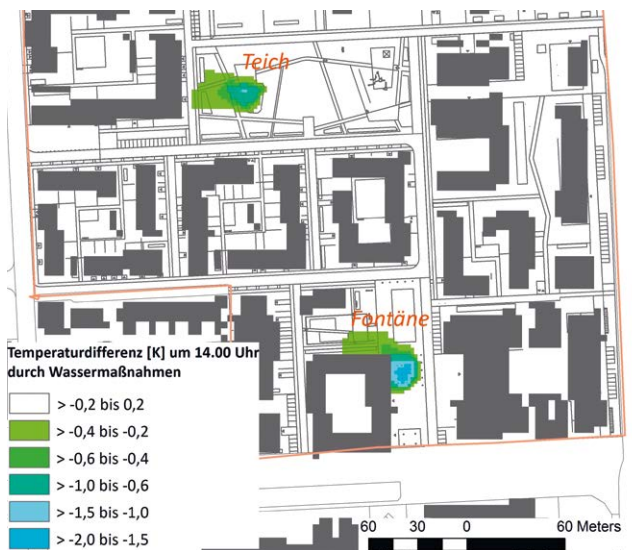 Teich
Fontäne
Temperaturdifferenz [K] um 14.00 Uhr
durch Wassermaßnahmen
> -0,2 bis 0,2
> -0,4 bis -0,2
> -0,6 bis -0,4
> -1,0 bis -0,6
> -1,5 bis -1,0
> -2,0 bis -1,5
60 30 0 60 Meters